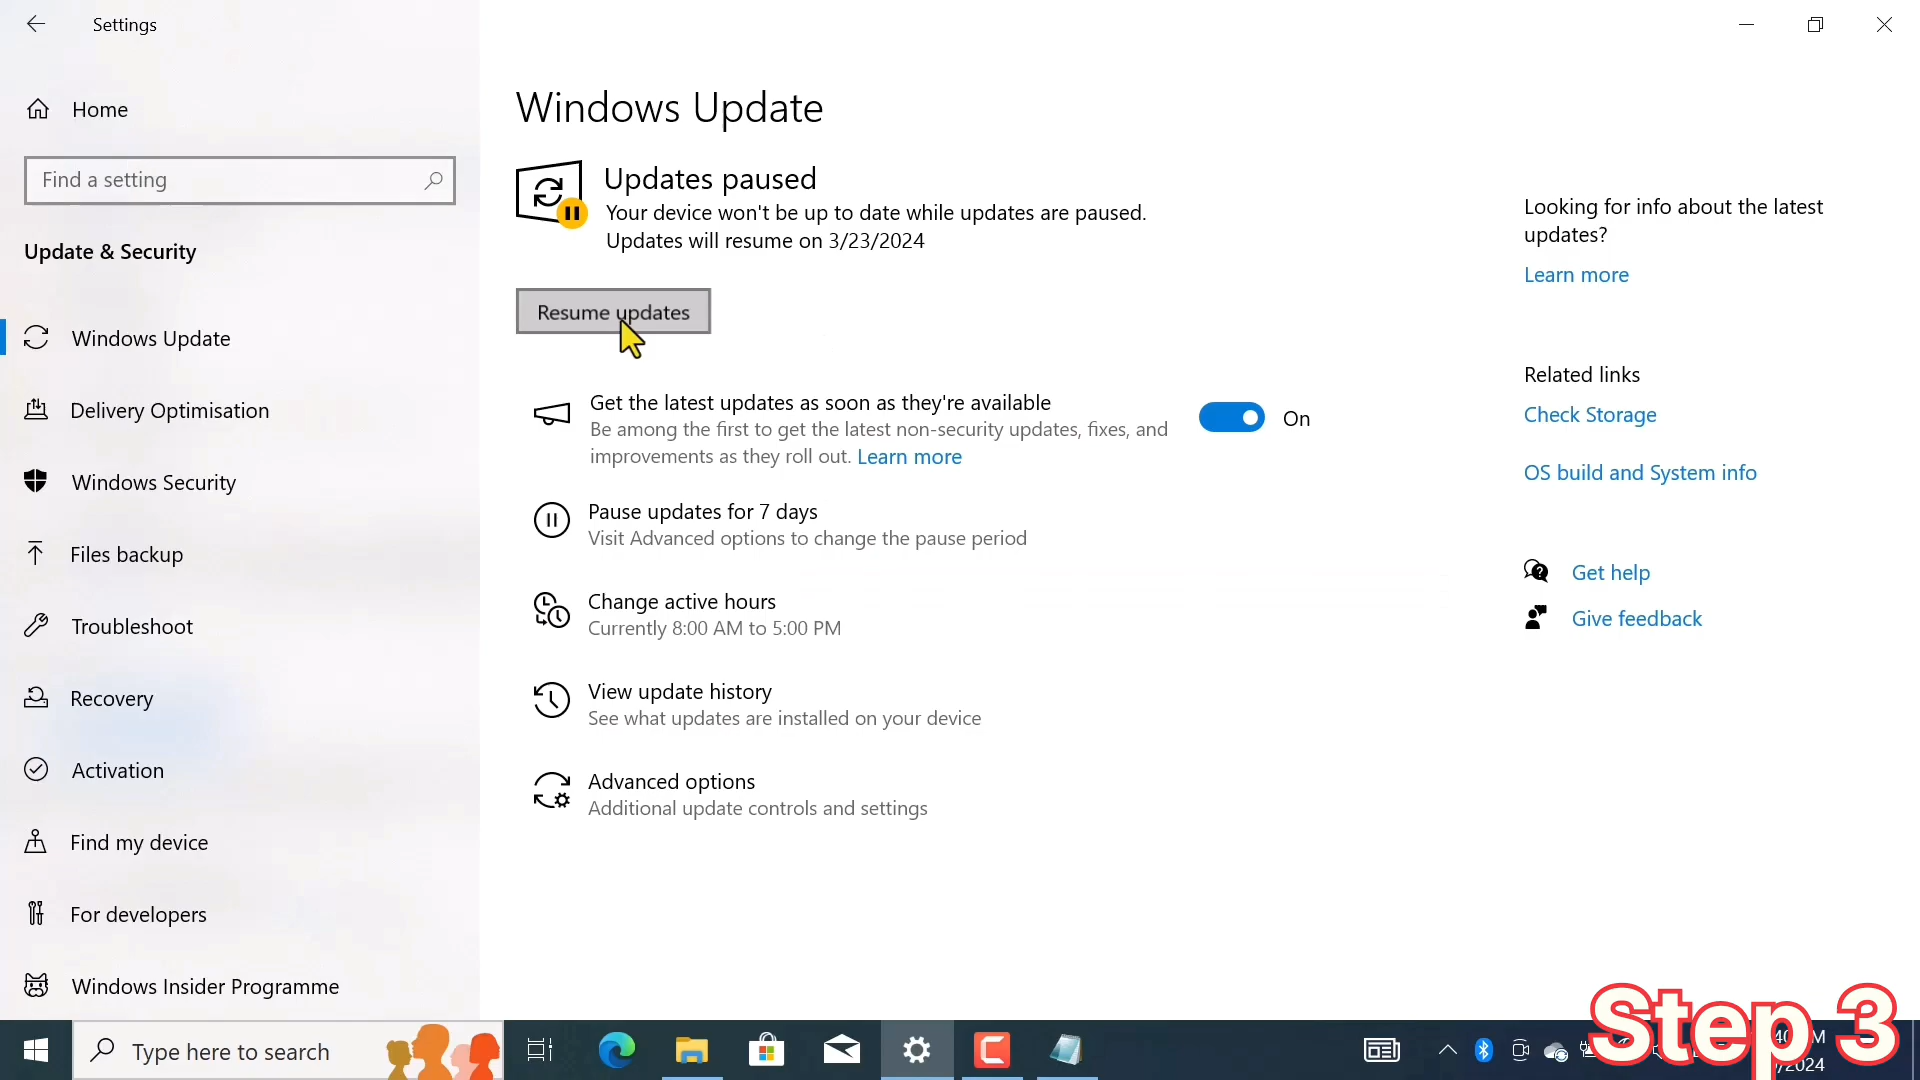 Settings
Home
Find a setting
Update & Security
Windows Update
Delivery Optimisation
Windows Security
Files backup
Troubleshoot
Recovery
Activation
Find my device
For developers
Windows Insider Programme
Windows Update
Updates paused
Your device won't be up to date while updates are paused.
Updates will resume on 3/23/2024
Resume updates
Get the latest updates as soon as they're available
On
Be among the first to get the latest non-security updates, fixes, and
improvements as they roll out. Learn more
Pause updates for 7 days
Visit Advanced options to change the pause period
Change active hours
Currently 8:00 AM to 5:00 PM
View update history
See what updates are installed on your device
Advanced options
Additional update controls and settings
Looking for info about the latest
updates?
Learn more
Related links
Check Storage
OS build and System info
Get help
Give feedback
Type here to search
Step 3